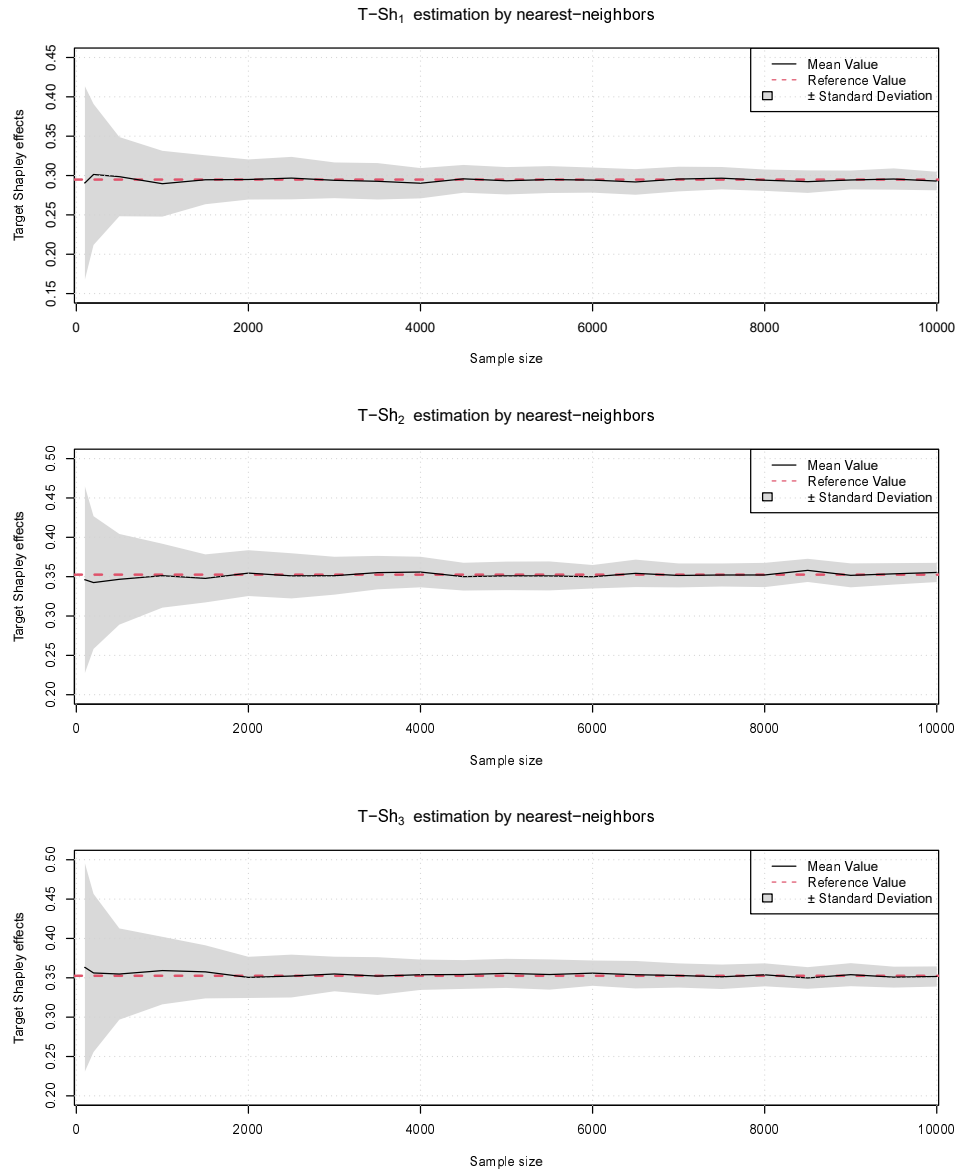 T−Sh1 estimation by nearest−neighbors
Target Shapley effects
0.45
0.40
0.35
0.30
0.25
0.20
0.15
Mean Value
Reference Value
± Standard Deviation
0 2000 4000 6000 8000 10000
Sample size
T−Sh2 estimation by nearest−neighbors
Target Shapley effects
0.50
0.45
0.40
0.35
0.30
0.25
0.20
Mean Value
Reference Value
± Standard Deviation
0 2000 4000 6000 8000 10000
Sample size
T−Sh3 estimation by nearest−neighbors
Target Shapley effects
0.50
0.45
0.40
0.35
0.30
0.25
0.20
Mean Value
Reference Value
± Standard Deviation
0 2000 4000 6000 8000 10000
Sample size